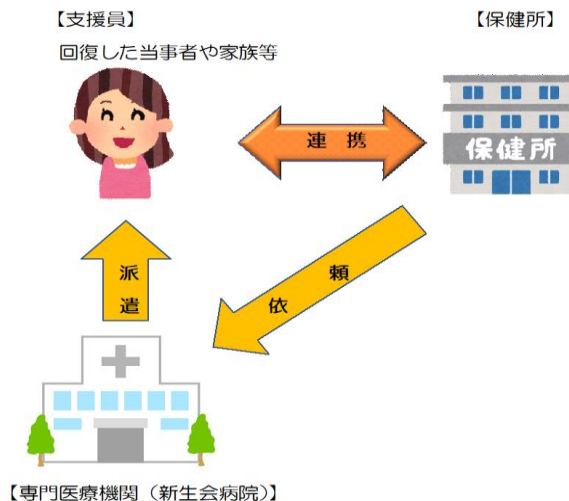 【支援員】
【保健所】
回復した当事者や家族等
連携
保健所
派遣
依頼
【専門医療機関（新生会病院）】